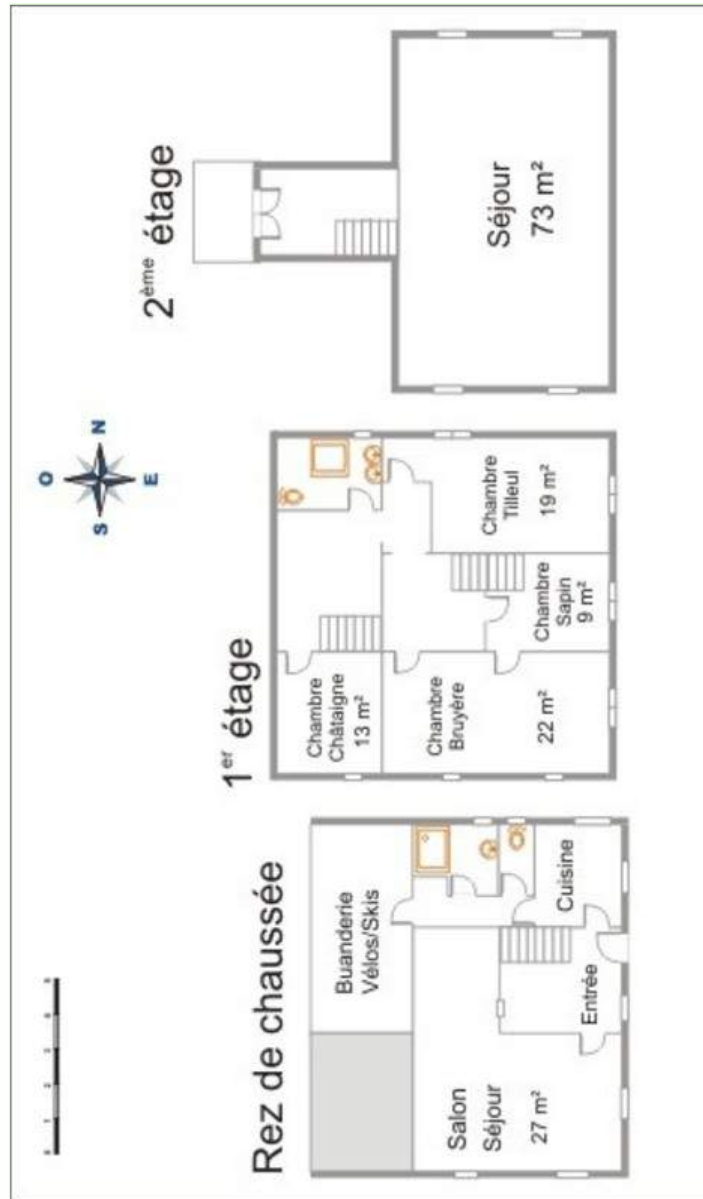 Rez de chaussée
Buanderie
Vélos/Skis
Salon
Séjour
27 m²
Entrée
Cuisine
1er étage
Chambre
Châtaigne
13 m²
Chambre
Bruyère
22 m²
Chambre
Sapin
9 m²
Chambre
Tilleul
19 m²
2ème étage
Séjour
73 m²
O
N
S
E